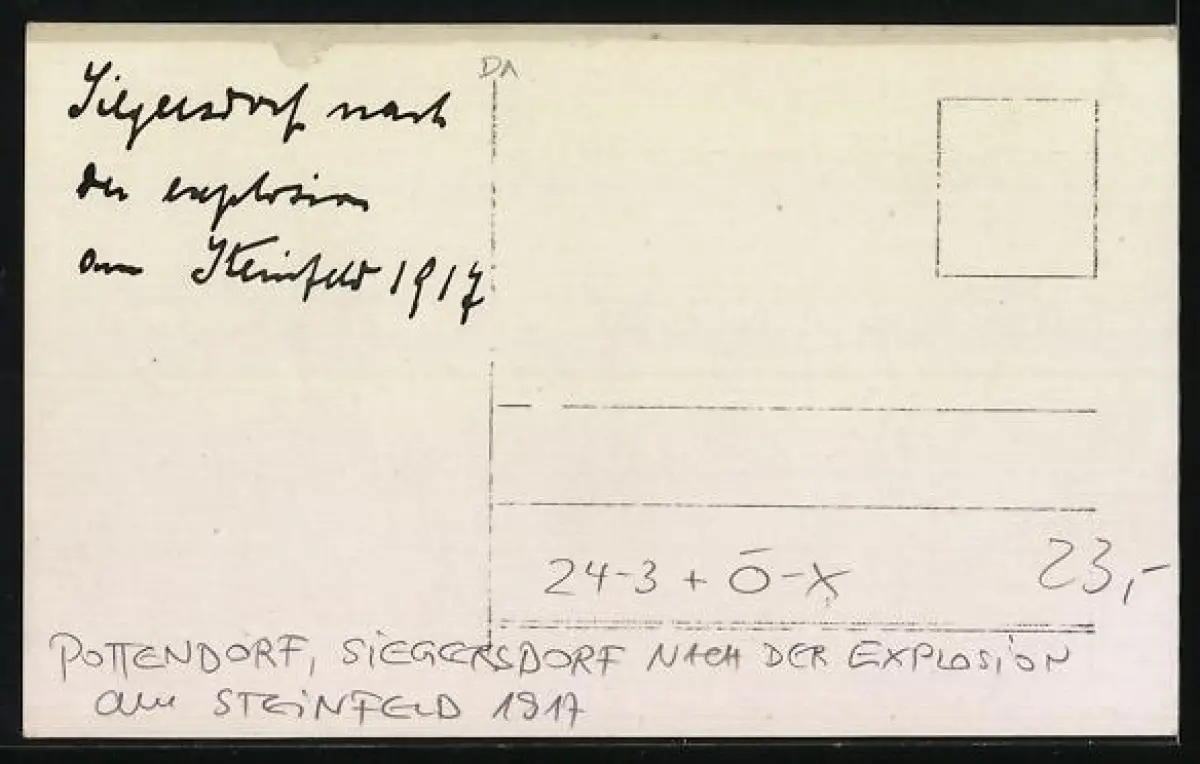 Siegersdorf nach
der explosion
am Steinfeld 1917
DA
24-3 + Ō-X
23,-
POTTENDORF, SIEGERSDORF NACH DER EXPLOSION
am STEINFELD 1917